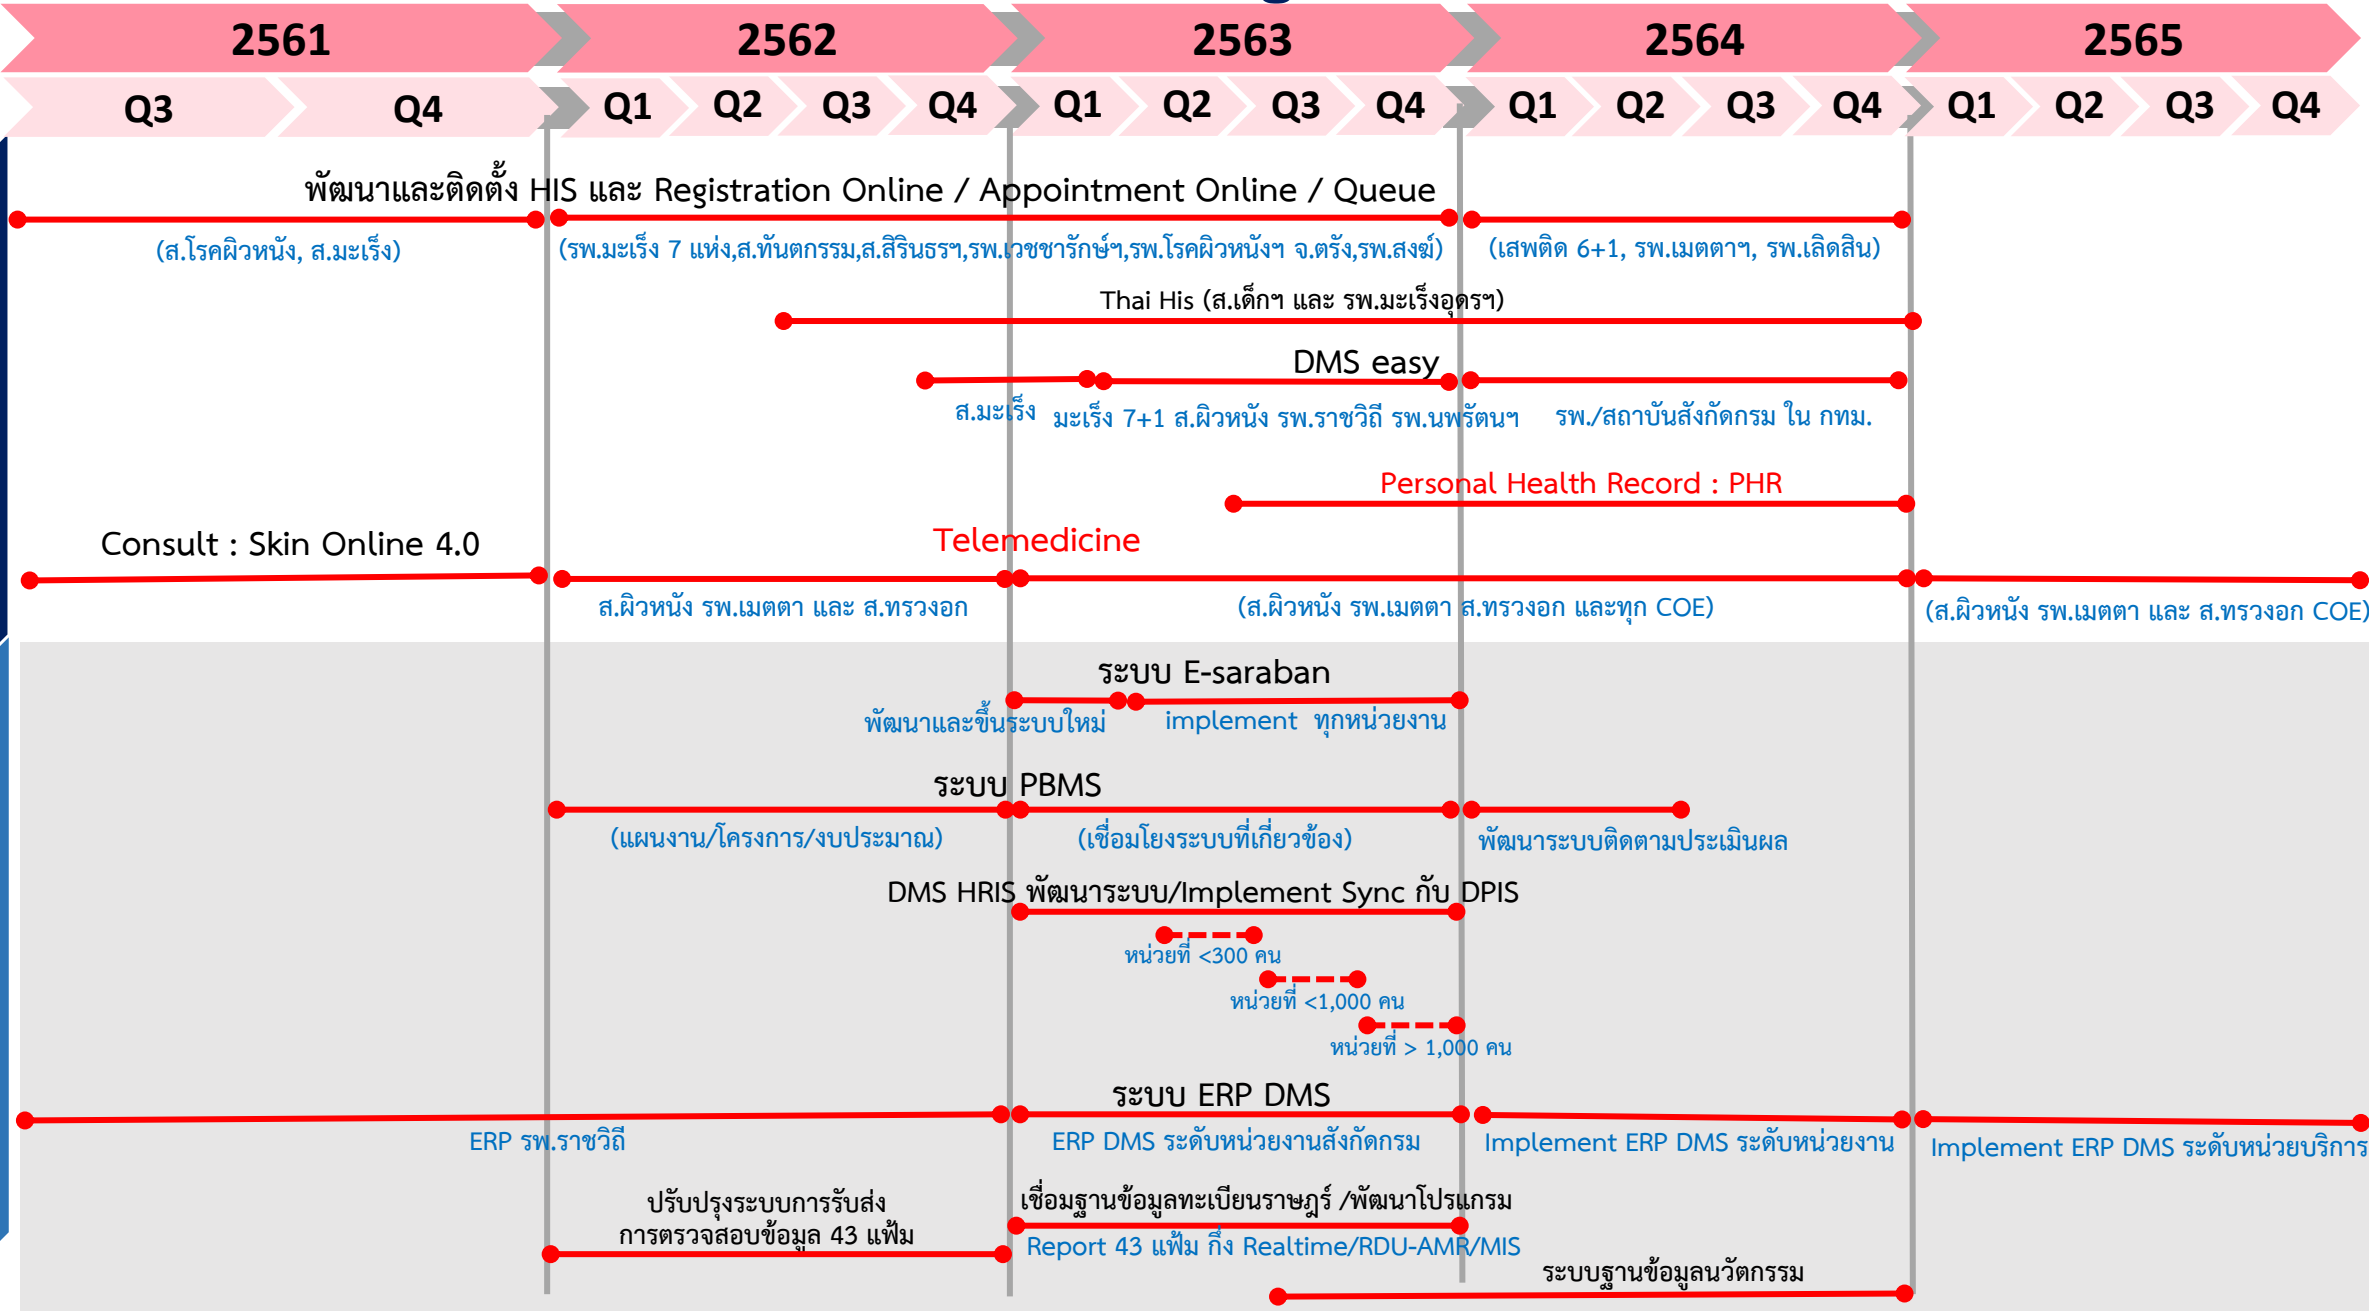 2561 2562 2563 2564 2565
Q3 Q4 Q1 Q2 Q3 Q4 Q1 Q2 Q3 Q4 Q1 Q2 Q3 Q4 Q1 Q2 Q3 Q4
พัฒนาและติดตั้ง HIS และ Registration Online / Appointment Online / Queue
(ส.โรคผิวหนัง, ส.มะเร็ง)
(รพ.มะเร็ง 7 แห่ง,ส.ทันตกรรม,ส.สิรินธรฯ,รพ.เวชชารักษ์ฯ,รพ.โรคผิวหนังฯ จ.ตรัง,รพ.สงฆ์)
(เสพติด 6+1, รพ.เมตตาฯ, รพ.เลิดสิน)
Thai His (ส.เด็กฯ และ รพ.มะเร็งอุดรฯ)
DMS easy
ส.มะเร็ง
มะเร็ง 7+1 ส.ผิวหนัง รพ.ราชวิถี รพ.นพรัตนฯ
รพ./สถาบันสังกัดกรม ใน กทม.
Personal Health Record : PHR
Consult : Skin Online 4.0
Telemedicine
ส.ผิวหนัง รพ.เมตตา และ ส.ทรวงอก
(ส.ผิวหนัง รพ.เมตตา ส.ทรวงอก และทุก COE)
(ส.ผิวหนัง รพ.เมตตา และ ส.ทรวงอก COE)
ระบบ E-saraban
พัฒนาและขึ้นระบบใหม่
implement ทุกหน่วยงาน
ระบบ PBMS
(แผนงาน/โครงการ/งบประมาณ)
(เชื่อมโยงระบบที่เกี่ยวข้อง)
พัฒนาระบบติดตามประเมินผล
DMS HRIS พัฒนาระบบ/Implement Sync กับ DPIS
หน่วยที่ <300 คน
หน่วยที่ <1,000 คน
หน่วยที่ > 1,000 คน
ระบบ ERP DMS
ERP รพ.ราชวิถี
ERP DMS ระดับหน่วยงานสังกัดกรม
Implement ERP DMS ระดับหน่วยงาน
Implement ERP DMS ระดับหน่วยบริการ
ปรับปรุงระบบการรับส่ง
การตรวจสอบข้อมูล 43 แฟ้ม
เชื่อมฐานข้อมูลทะเบียนราษฎร์ /พัฒนาโปรแกรม
Report 43 แฟ้ม กึ่ง Realtime/RDU-AMR/MIS
ระบบฐานข้อมูลนวัตกรรม